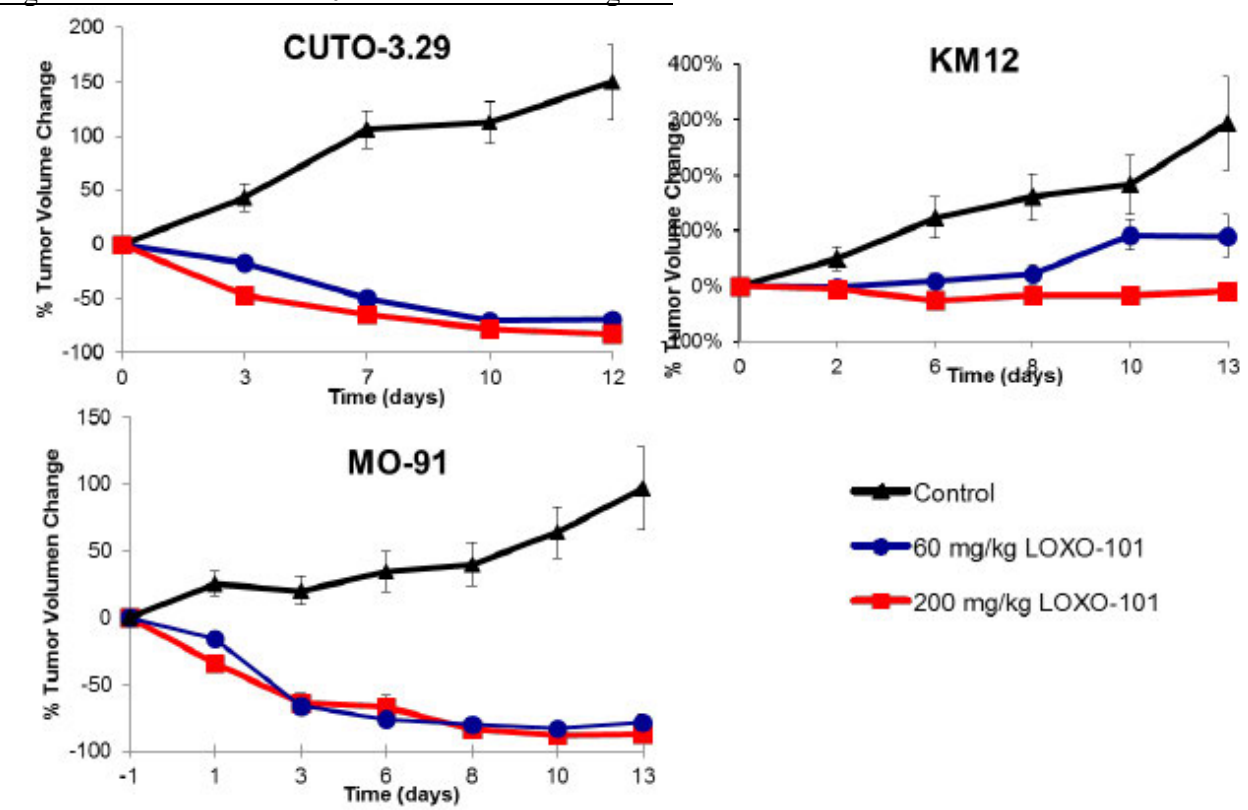 CUTO-3.29
% Tumor Volume Change
200
150
100
50
0
-50
-100
0 3 7 10 12
Time (days)
KM12
% Tumor Volume Change
400%
300%
200%
100%
0%
-100%
0 2 6 8 10 13
Time (days)
MO-91
% Tumor Volumen Change
150
100
50
0
-50
-100
-1 1 3 6 8 10 13
Time (days)
Control
60 mg/kg LOXO-101
200 mg/kg LOXO-101